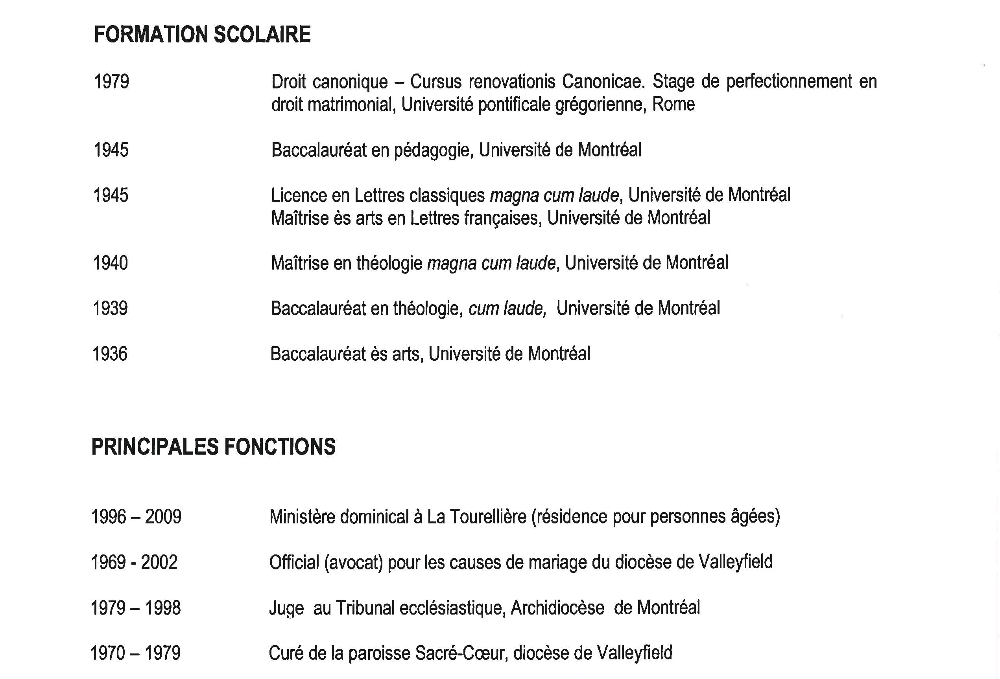 FORMATION SCOLAIRE
1979 Droit canonique – Cursus renovationis Canonicae. Stage de perfectionnement en
droit matrimonial, Université pontificale grégorienne, Rome
1945 Baccalauréat en pédagogie, Université de Montréal
1945 Licence en Lettres classiques magna cum laude, Université de Montréal
Maîtrise ès arts en Lettres françaises, Université de Montréal
1940 Maîtrise en théologie magna cum laude, Université de Montréal
1939 Baccalauréat en théologie, cum laude, Université de Montréal
1936 Baccalauréat ès arts, Université de Montréal
PRINCIPALES FONCTIONS
1996 – 2009 Ministère dominical à La Tourellière (résidence pour personnes âgées)
1969 - 2002 Official (avocat) pour les causes de mariage du diocèse de Valleyfield
1979 – 1998 Juge au Tribunal ecclésiastique, Archidiocèse de Montréal
1970 – 1979 Curé de la paroisse Sacré-Cœur, diocèse de Valleyfield